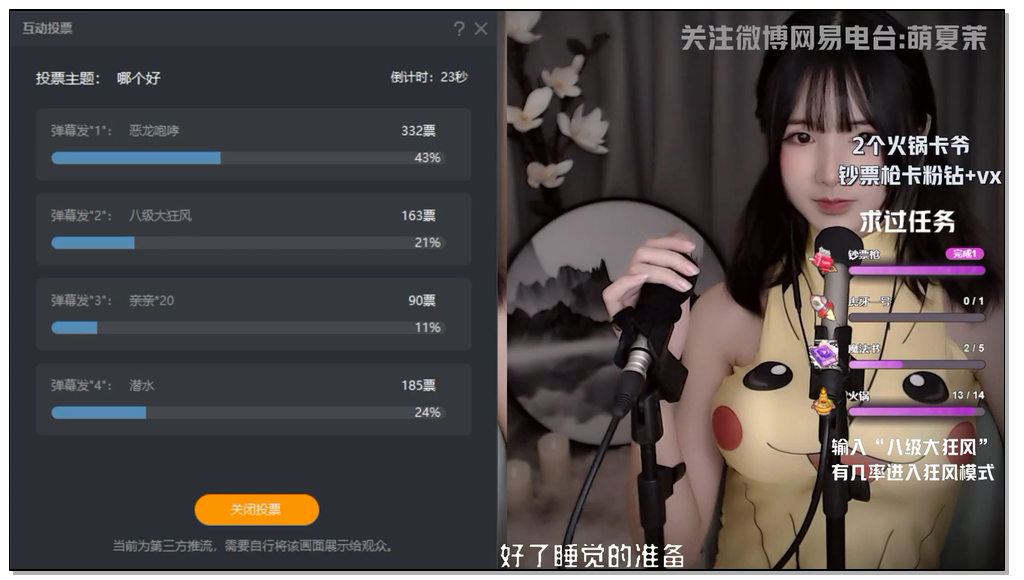 互动投票
? ×
投票主题： 哪个好
倒计时：23秒
弹幕发"1"： 恶龙咆哮
332票
43%
弹幕发"2"： 八级大狂风
163票
21%
弹幕发"3"： 亲亲*20
90票
11%
弹幕发"4"： 潜水
185票
24%
关闭投票
当前为第三方推流，需要自行将该画面展示给观众。
关注微博网易电台:萌夏茉
2个火锅卡爷
钞票枪卡粉钻+vx
求过任务
钞票枪
完成1
虎牙一号
0/1
魔法书
2/5
火锅
13/14
输入“八级大狂风”
有几率进入狂风模式
好了睡觉的准备